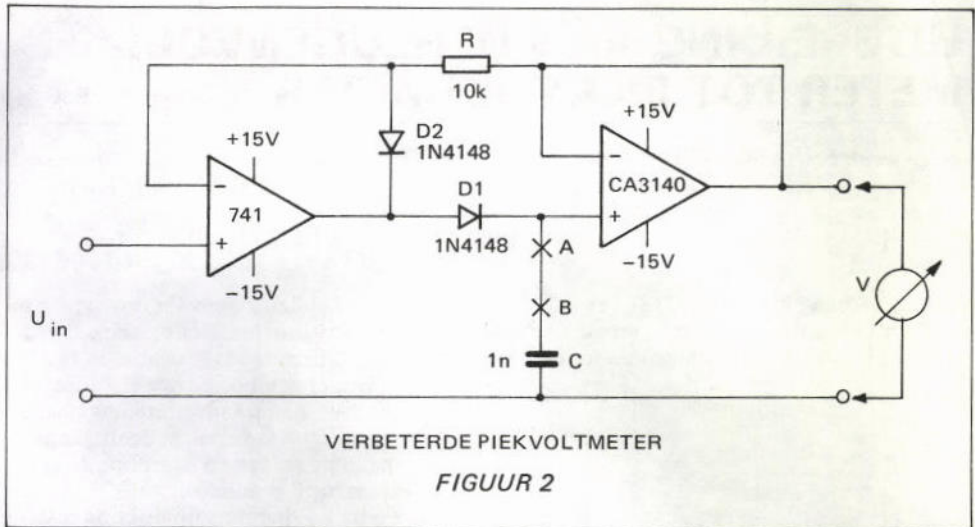 R
10k
+15V
D2
1N4148
+15V
−
−
741
D1
CA3140
+
+
1N4148
A
−15V
−15V
V
B
U in
1n
C
VERBETERDE PIEKVOLTMETER
FIGUUR 2